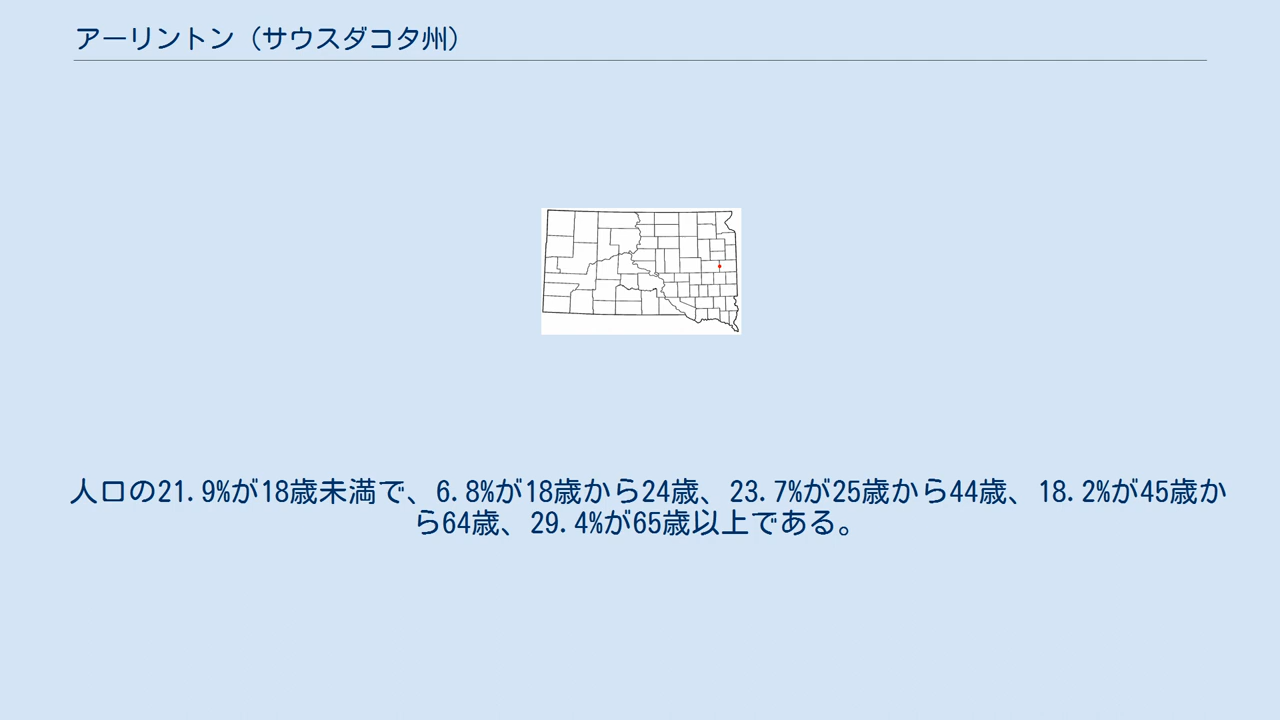 アーリントン（サウスダコタ州）
人口の21.9%が18歳未満で、6.8%が18歳から24歳、23.7%が25歳から44歳、18.2%が45歳か
ら64歳、29.4%が65歳以上である。